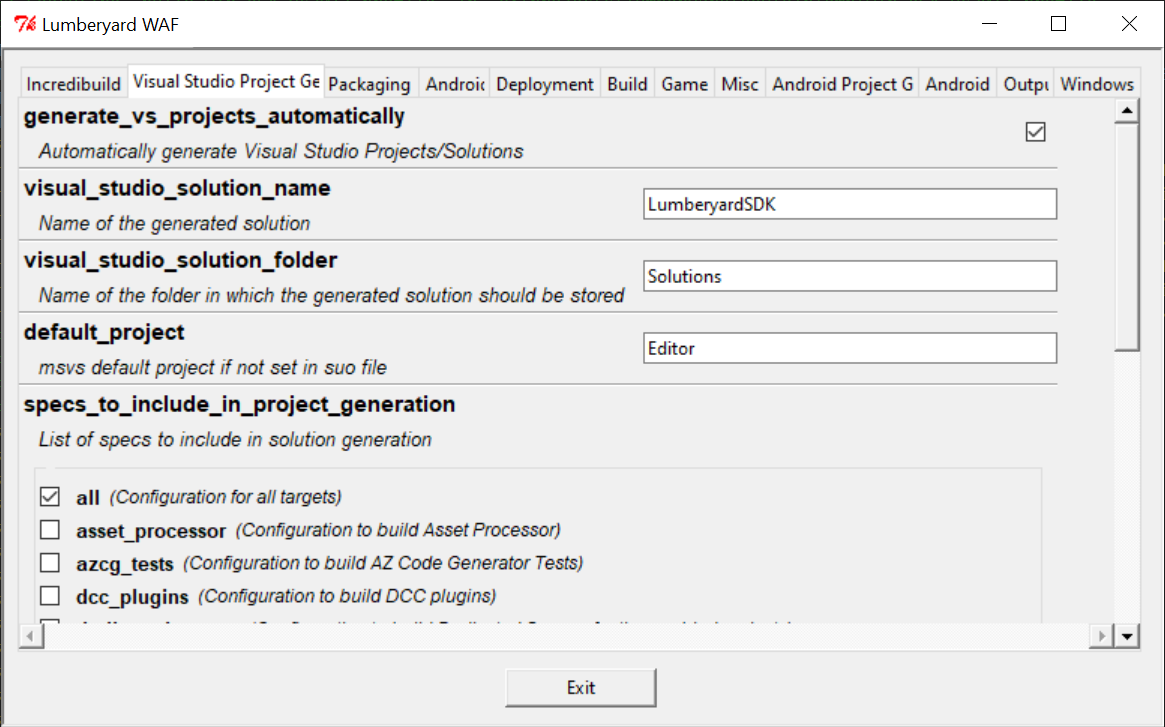 Lumberyard WAF
Incredibuild Visual Studio Project Ge Packaging Android Deployment Build Game Misc Android Project G Android Outpu Windows
generate_vs_projects_automatically
Automatically generate Visual Studio Projects/Solutions
visual_studio_solution_name
LumberyardSDK
Name of the generated solution
visual_studio_solution_folder
Solutions
Name of the folder in which the generated solution should be stored
default_project
Editor
msvs default project if not set in suo file
specs_to_include_in_project_generation
List of specs to include in solution generation
all (Configuration for all targets)
asset_processor (Configuration to build Asset Processor)
azcg_tests (Configuration to build AZ Code Generator Tests)
dcc_plugins (Configuration to build DCC plugins)
Exit